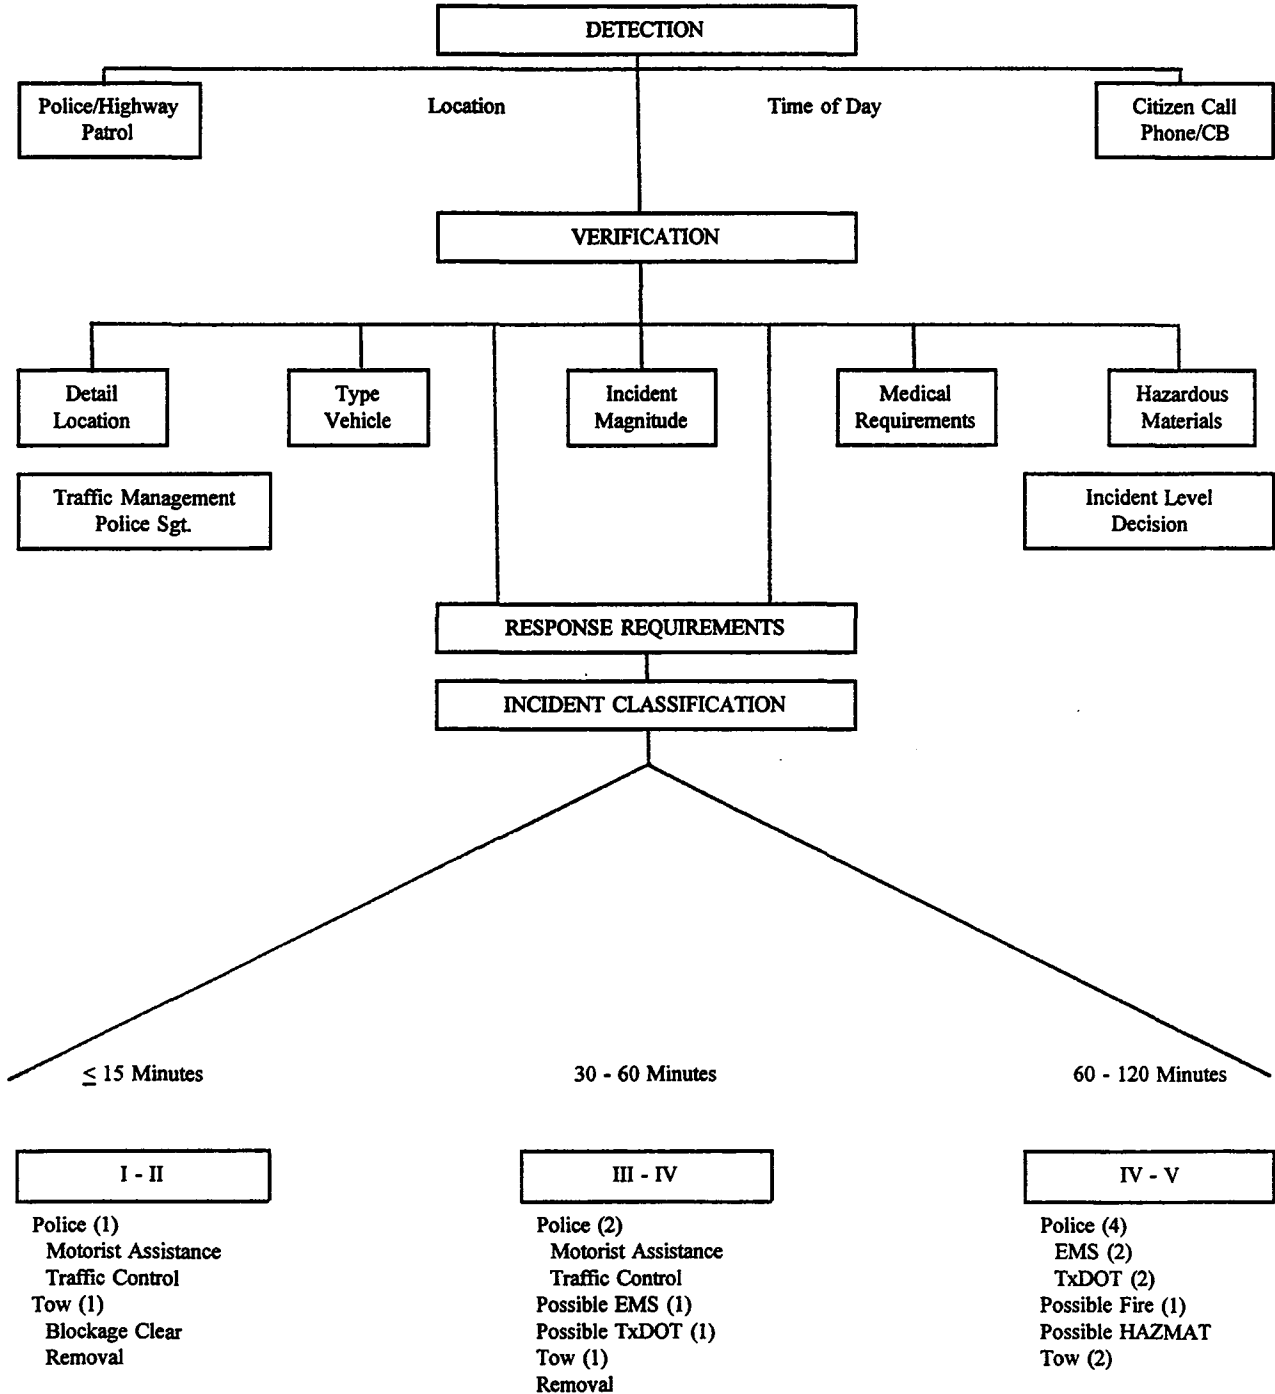 DETECTION
Police/Highway
Patrol
Location
Time of Day
Citizen Call
Phone/CB
VERIFICATION
Detail
Location
Type
Vehicle
Incident
Magnitude
Medical
Requirements
Hazardous
Materials
Traffic Management
Police Sgt.
Incident Level
Decision
RESPONSE REQUIREMENTS
INCIDENT CLASSIFICATION
≤ 15 Minutes
30 - 60 Minutes
60 - 120 Minutes
I - II
Police (1)
Motorist Assistance
Traffic Control
Tow (1)
Blockage Clear
Removal
III - IV
Police (2)
Motorist Assistance
Traffic Control
Possible EMS (1)
Possible TxDOT (1)
Tow (1)
Removal
IV - V
Police (4)
EMS (2)
TxDOT (2)
Possible Fire (1)
Possible HAZMAT
Tow (2)